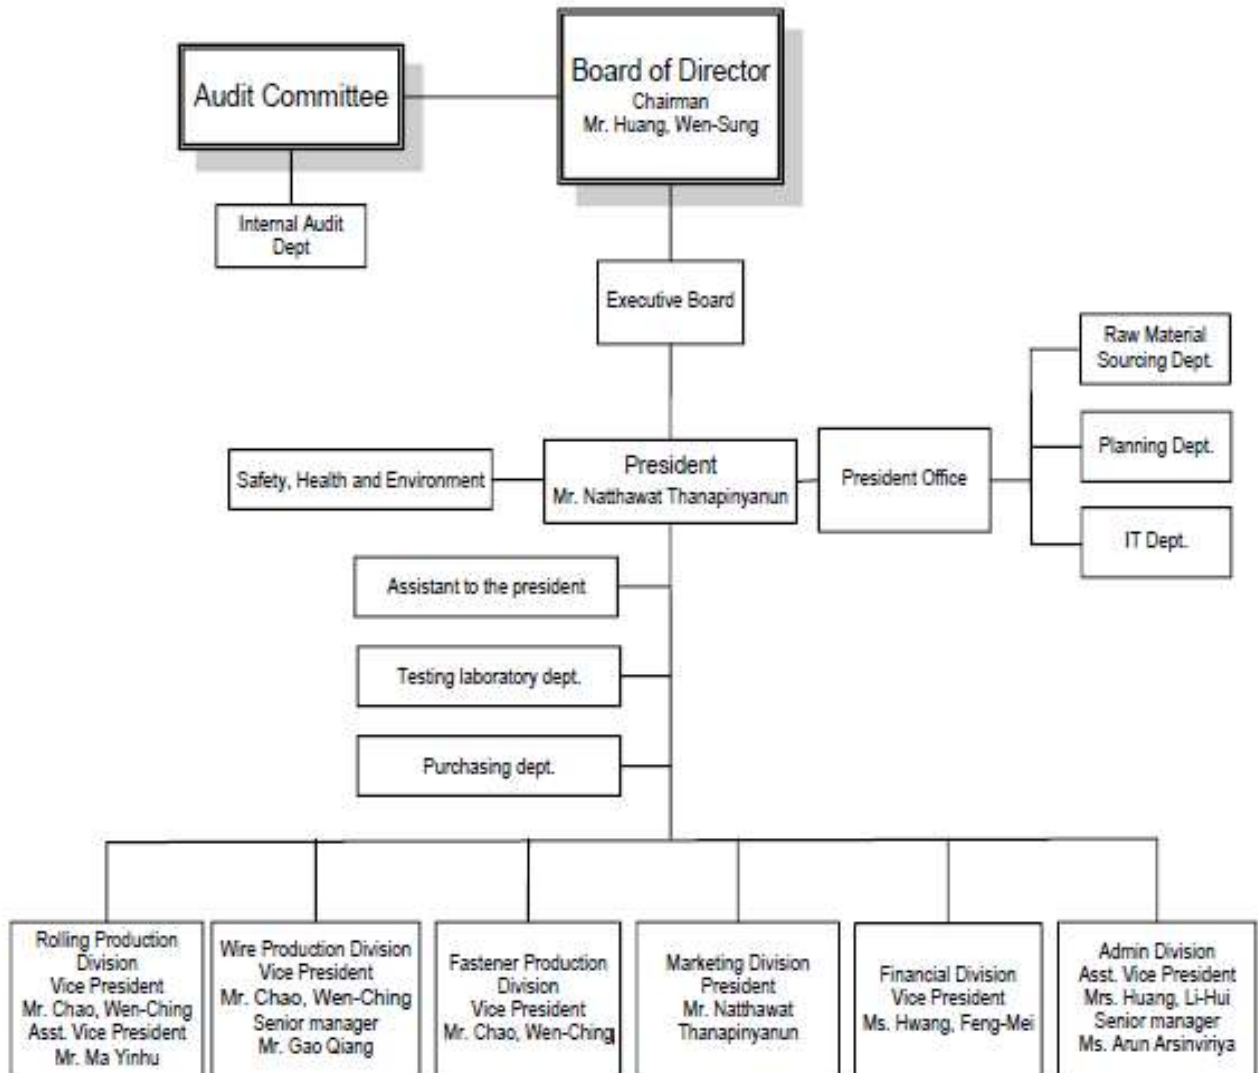 Audit Committee
Board of Director
Chairman
Mr. Huang, Wen-Sung
Internal Audit
Dept
Executive Board
Raw Material
Sourcing Dept.
Planning Dept.
IT Dept.
Safety, Health and Environment
President
Mr. Natthawat Thanapinyanun
President Office
Assistant to the president
Testing laboratory dept.
Purchasing dept.
Rolling Production
Division
Vice President
Mr. Chao, Wen-Ching
Asst. Vice President
Mr. Ma Yinhu
Wire Production Division
Vice President
Mr. Chao, Wen-Ching
Senior manager
Mr. Gao Qiang
Fastener Production
Division
Vice President
Mr. Chao, Wen-Ching
Marketing Division
President
Mr. Natthawat
Thanapinyanun
Financial Division
Vice President
Ms. Hwang, Feng-Mei
Admin Division
Asst. Vice President
Mrs. Huang, Li-Hui
Senior manager
Ms. Arun Arsinviriya